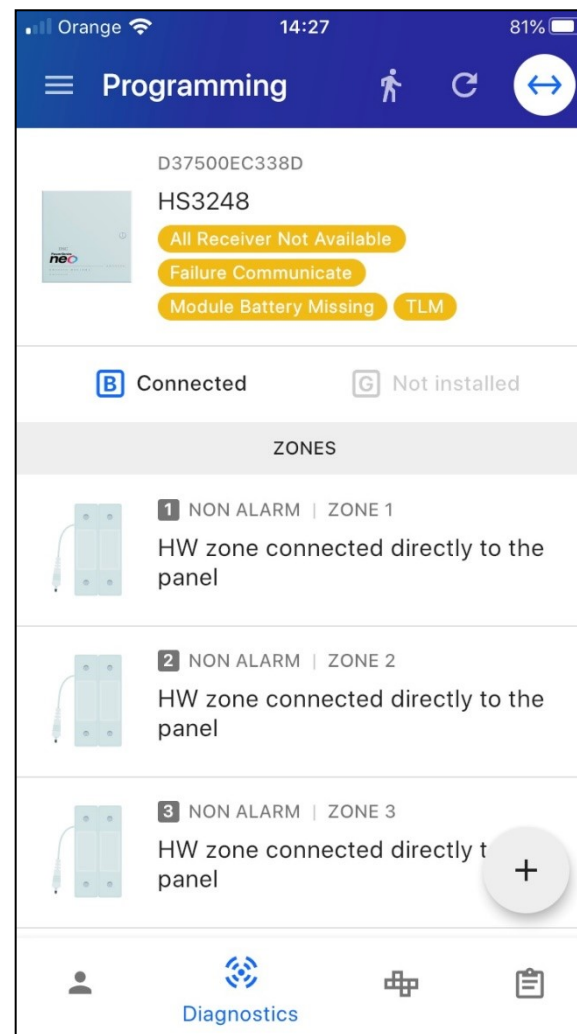 Orange 14:27 81%
Programming
D37500EC338D
HS3248
All Receiver Not Available
Failure Communicate
Module Battery Missing TLM
neo
B Connected G Not installed
ZONES
1 NON ALARM | ZONE 1
HW zone connected directly to the
panel
2 NON ALARM | ZONE 2
HW zone connected directly to the
panel
3 NON ALARM | ZONE 3
HW zone connected directly t
panel
+
Diagnostics